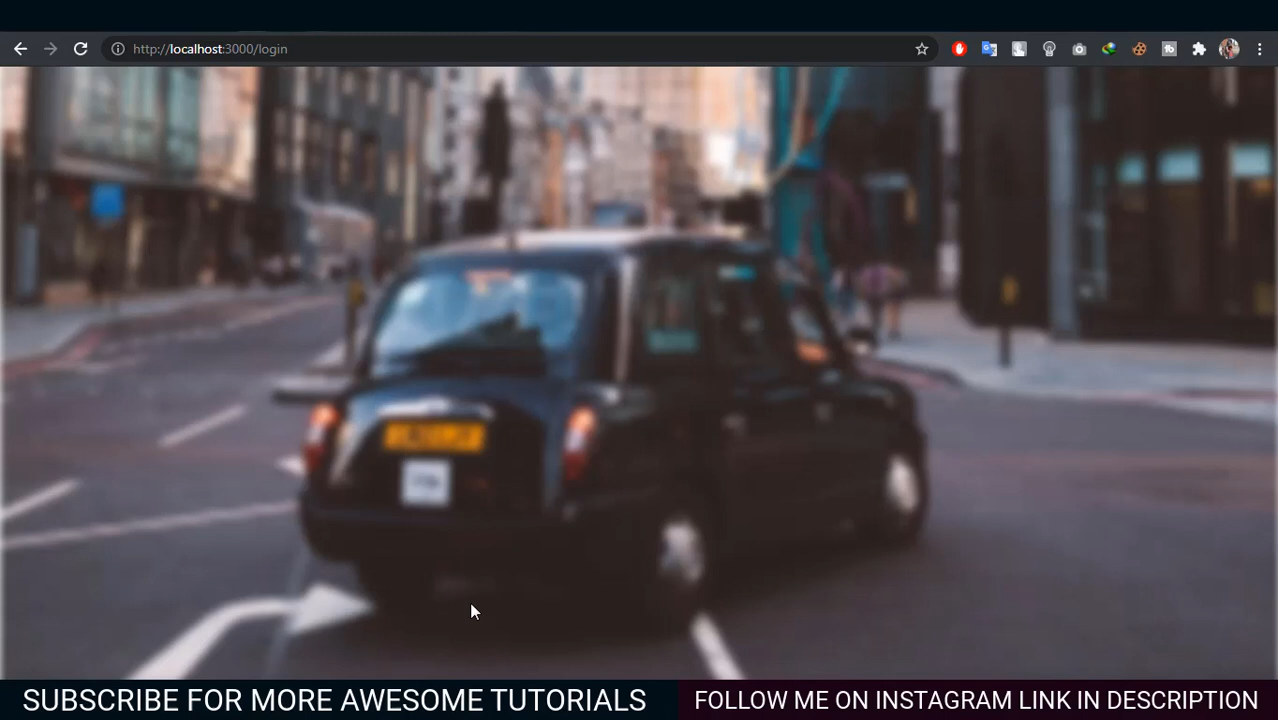 http://localhost:3000/login
SUBSCRIBE FOR MORE AWESOME TUTORIALS
FOLLOW ME ON INSTAGRAM LINK IN DESCRIPTION